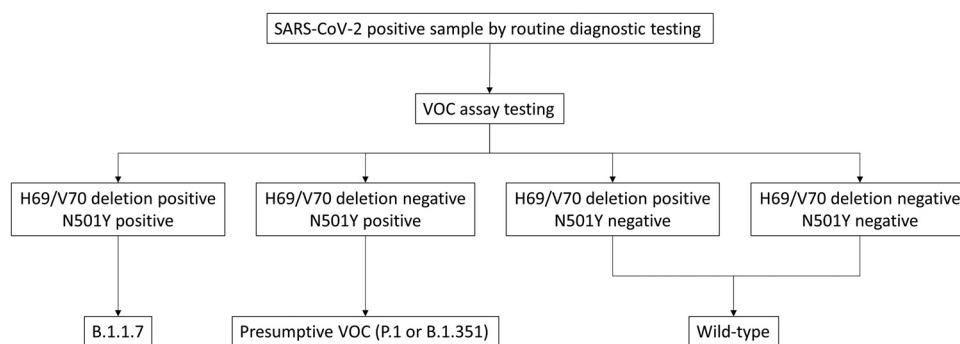 SARS-CoV-2 positive sample by routine diagnostic testing
VOC assay testing
H69/V70 deletion positive
N501Y positive
H69/V70 deletion negative
N501Y positive
H69/V70 deletion positive
N501Y negative
H69/V70 deletion negative
N501Y negative
B.1.1.7
Presumptive VOC (P.1 or B.1.351)
Wild-type